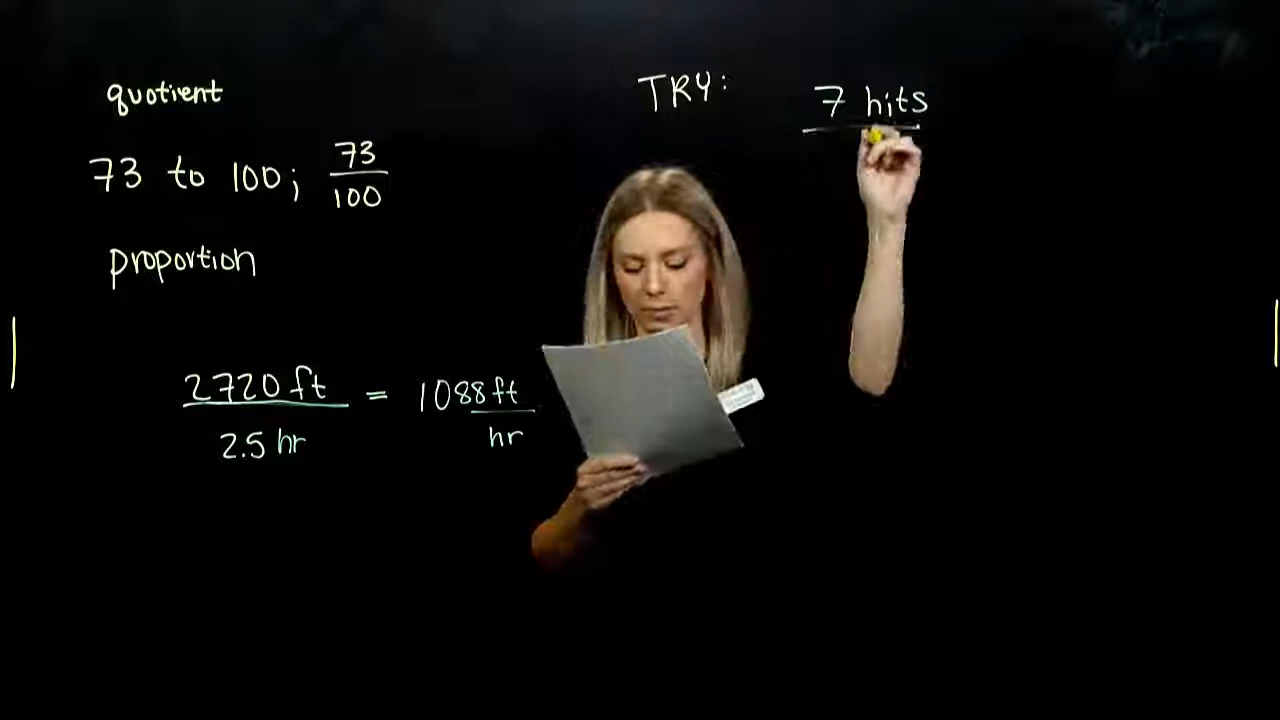 quotient
73 to 100; 73/100
proportion
2720 ft / 2.5 hr = 1088 ft / hr
TRY: 7 hits